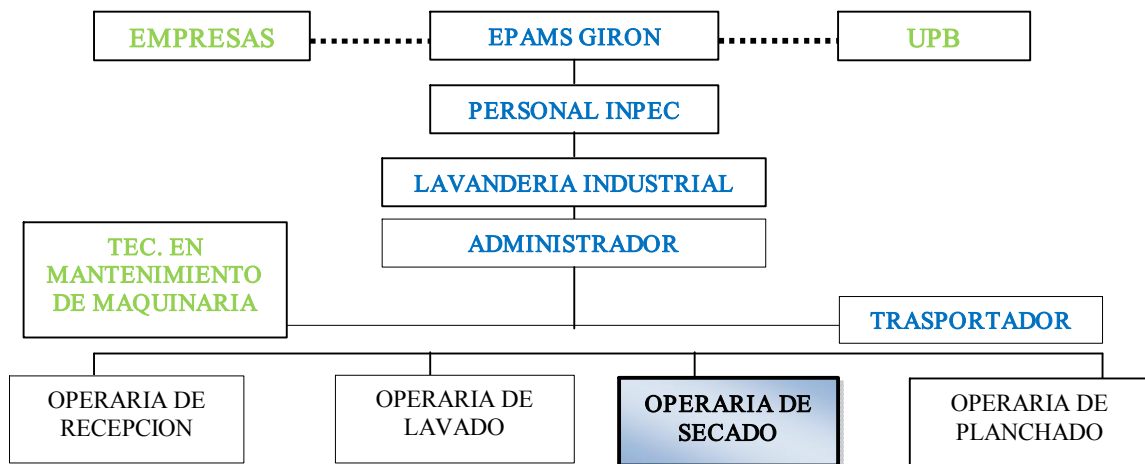 EMPRESAS
EPAMS GIRON
UPB
PERSONAL INPEC
LAVANDERIA INDUSTRIAL
ADMINISTRADOR
TEC. EN
MANTENIMIENTO
DE MAQUINARIA
TRASPORTADOR
OPERARIA DE
RECEPCION
OPERARIA DE
LAVADO
OPERARIA DE
SECADO
OPERARIA DE
PLANCHADO